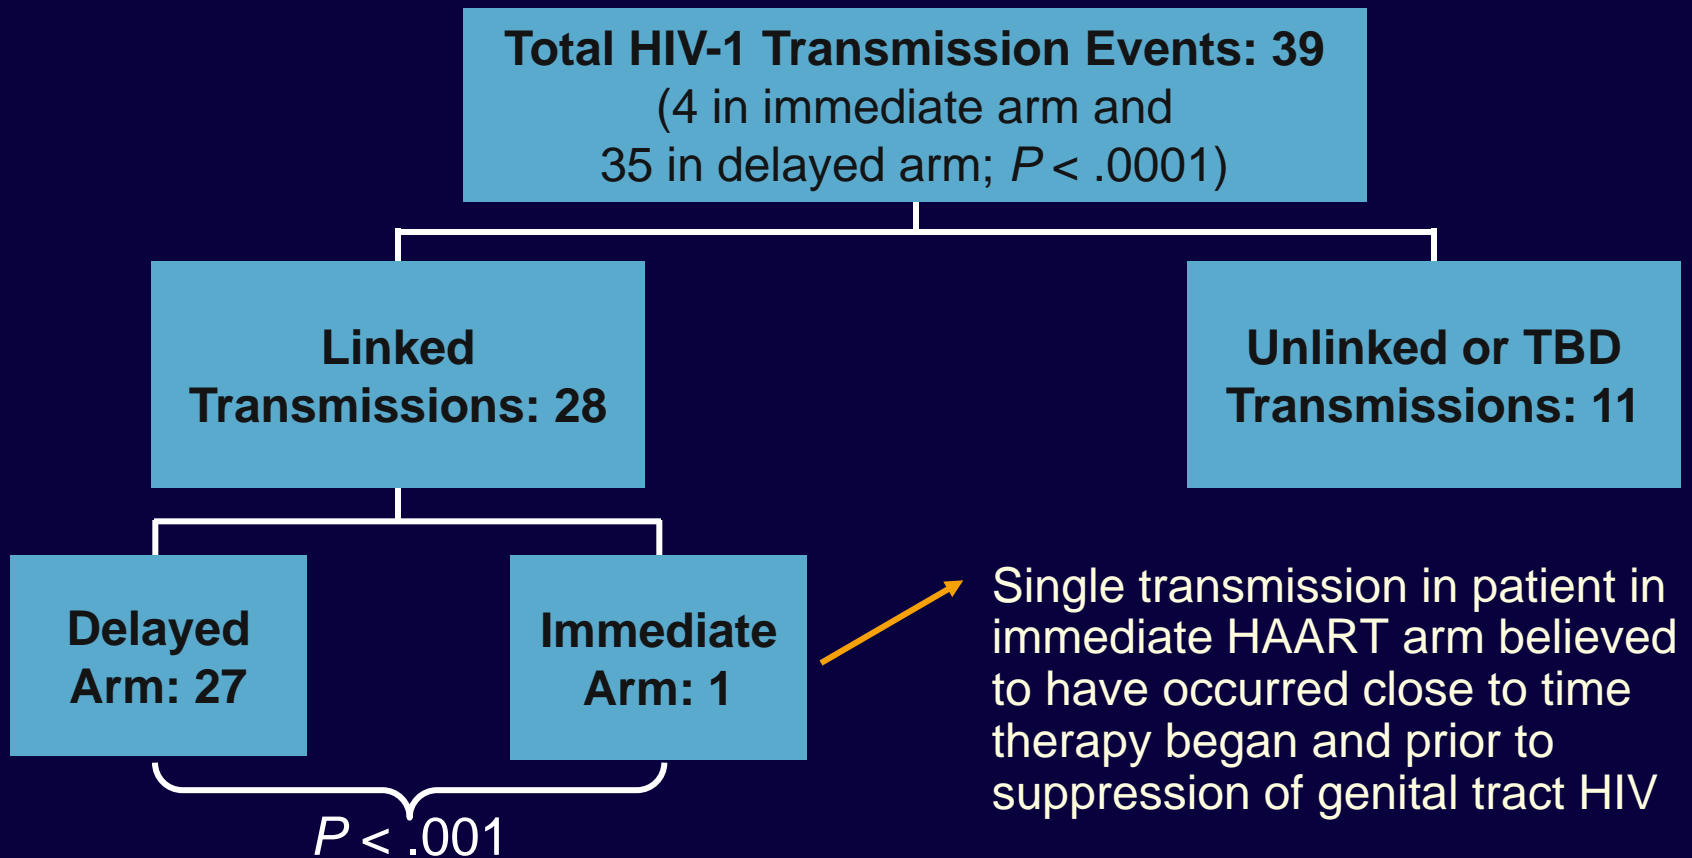 Total HIV-1 Transmission Events: 39
(4 in immediate arm and
35 in delayed arm; P < .0001)
Linked
Transmissions: 28
Unlinked or TBD
Transmissions: 11
Delayed
Arm: 27
Immediate
Arm: 1
Single transmission in patient in
immediate HAART arm believed
to have occurred close to time
therapy began and prior to
suppression of genital tract HIV
P < .001